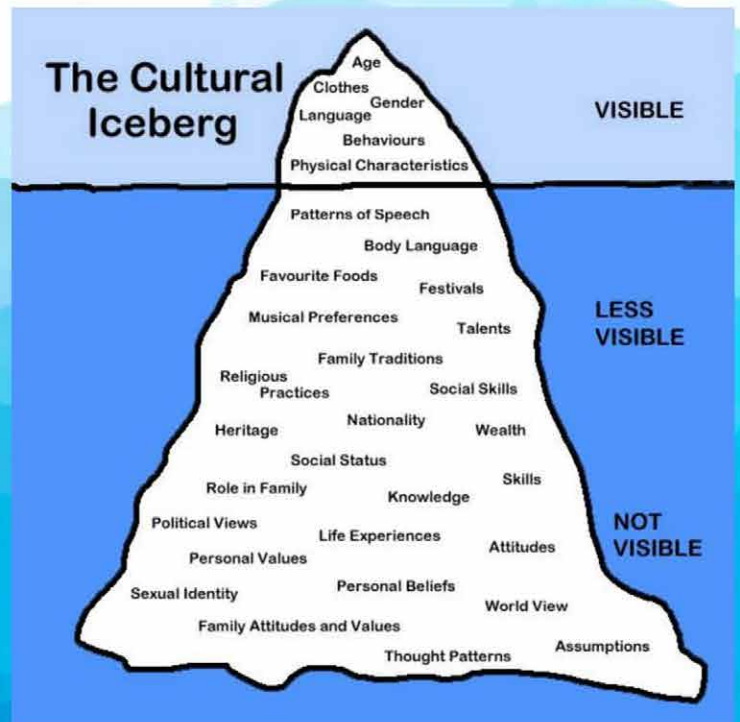 The Cultural
Iceberg
Age
Clothes
Gender
Language
Behaviours
Physical Characteristics
VISIBLE
Patterns of Speech
Body Language
Favourite Foods
Festivals
Musical Preferences
Talents
LESS
VISIBLE
Family Traditions
Religious
Practices
Social Skills
Nationality
Heritage
Wealth
Social Status
Skills
Role in Family
Knowledge
Political Views
Life Experiences
Attitudes
NOT
VISIBLE
Personal Values
Personal Beliefs
Sexual Identity
World View
Family Attitudes and Values
Assumptions
Thought Patterns